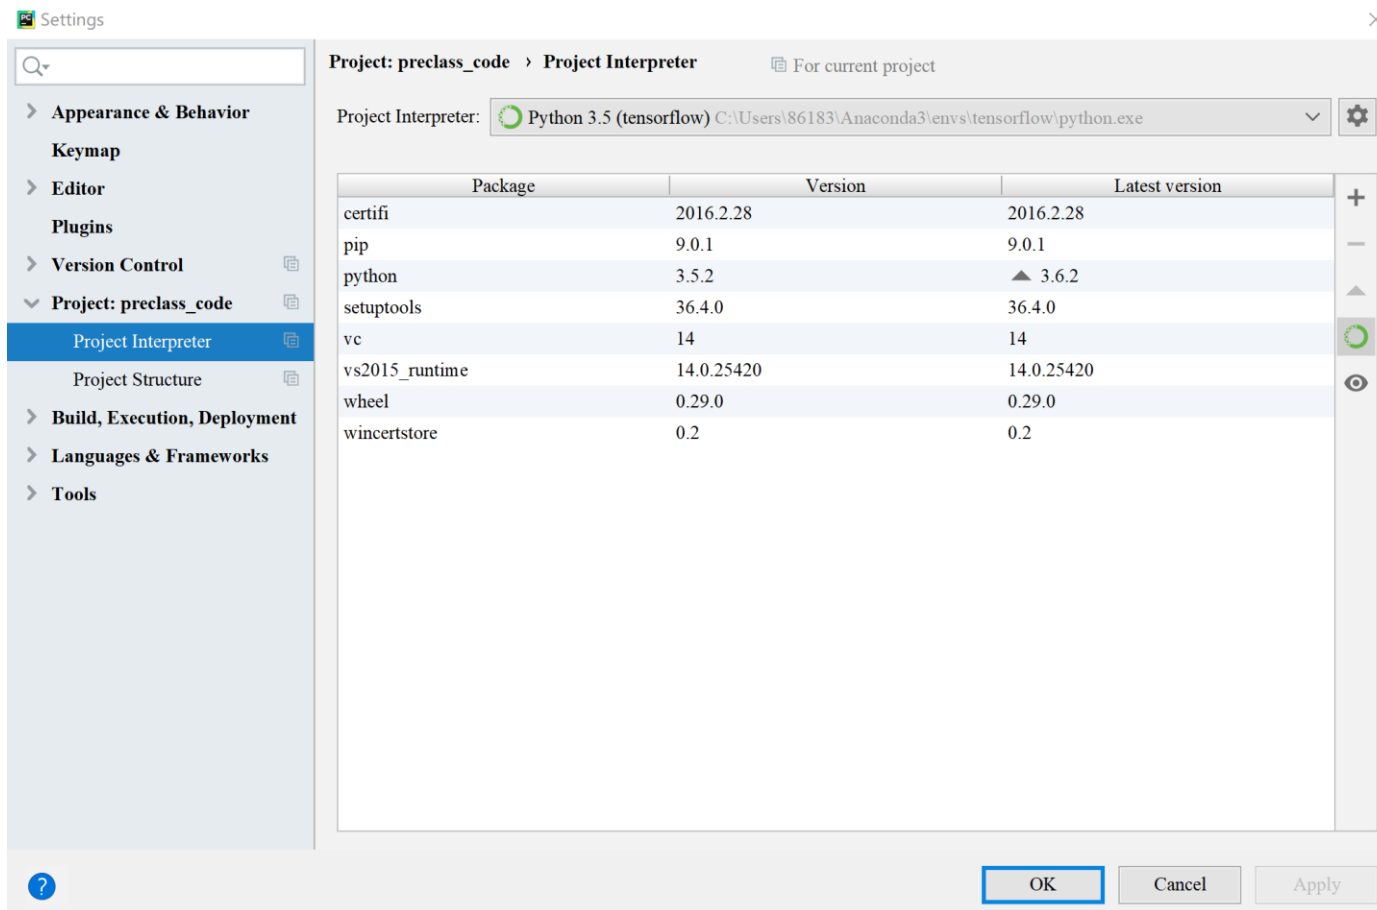 Settings
Project: preclass_code › Project Interpreter For current project
Appearance & Behavior
Keymap
Editor
Plugins
Version Control
Project: preclass_code
Project Interpreter
Project Structure
Build, Execution, Deployment
Languages & Frameworks
Tools
Project Interpreter: Python 3.5 (tensorflow) C:\Users\86183\Anaconda3\envs\tensorflow\python.exe
Package Version Latest version
certifi 2016.2.28 2016.2.28
pip 9.0.1 9.0.1
python 3.5.2 3.6.2
setuptools 36.4.0 36.4.0
vc 14 14
vs2015_runtime 14.0.25420 14.0.25420
wheel 0.29.0 0.29.0
wincertstore 0.2 0.2
? OK Cancel Apply